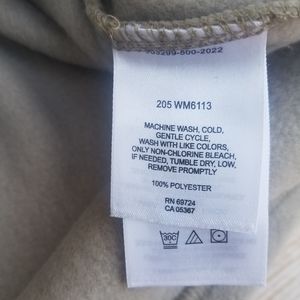 205 WM6113
MACHINE WASH, COLD,
GENTLE CYCLE,
WASH WITH LIKE COLORS,
ONLY NON-CHLORINE BLEACH,
IF NEEDED, TUMBLE DRY, LOW,
REMOVE PROMPTLY
100% POLYESTER
RN 69724
CA 05367
30C